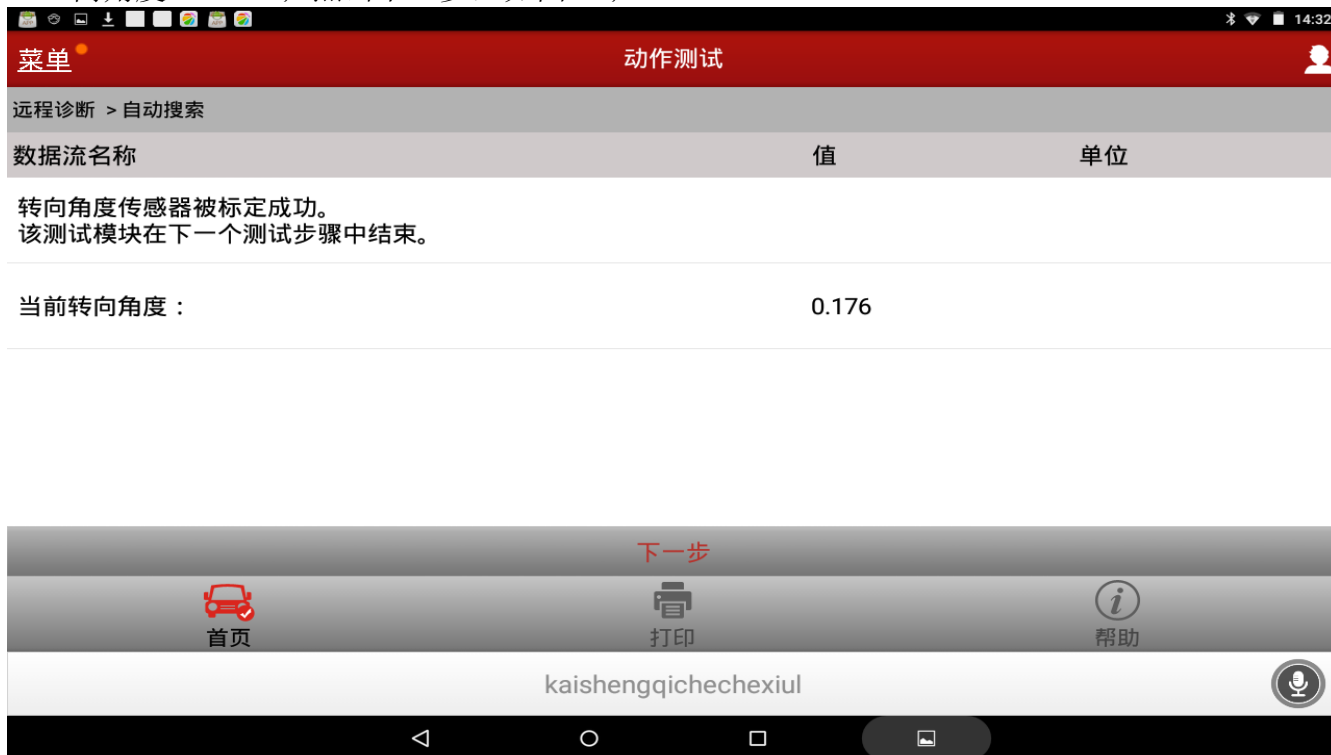 14:32
菜单
动作测试
远程诊断 >自动搜索
数据流名称 值 单位
转向角度传感器被标定成功。
该测试模块在下一个测试步骤中结束。
当前转向角度： 0.176
下一步
首页 打印 帮助
kaishengqichechexiul